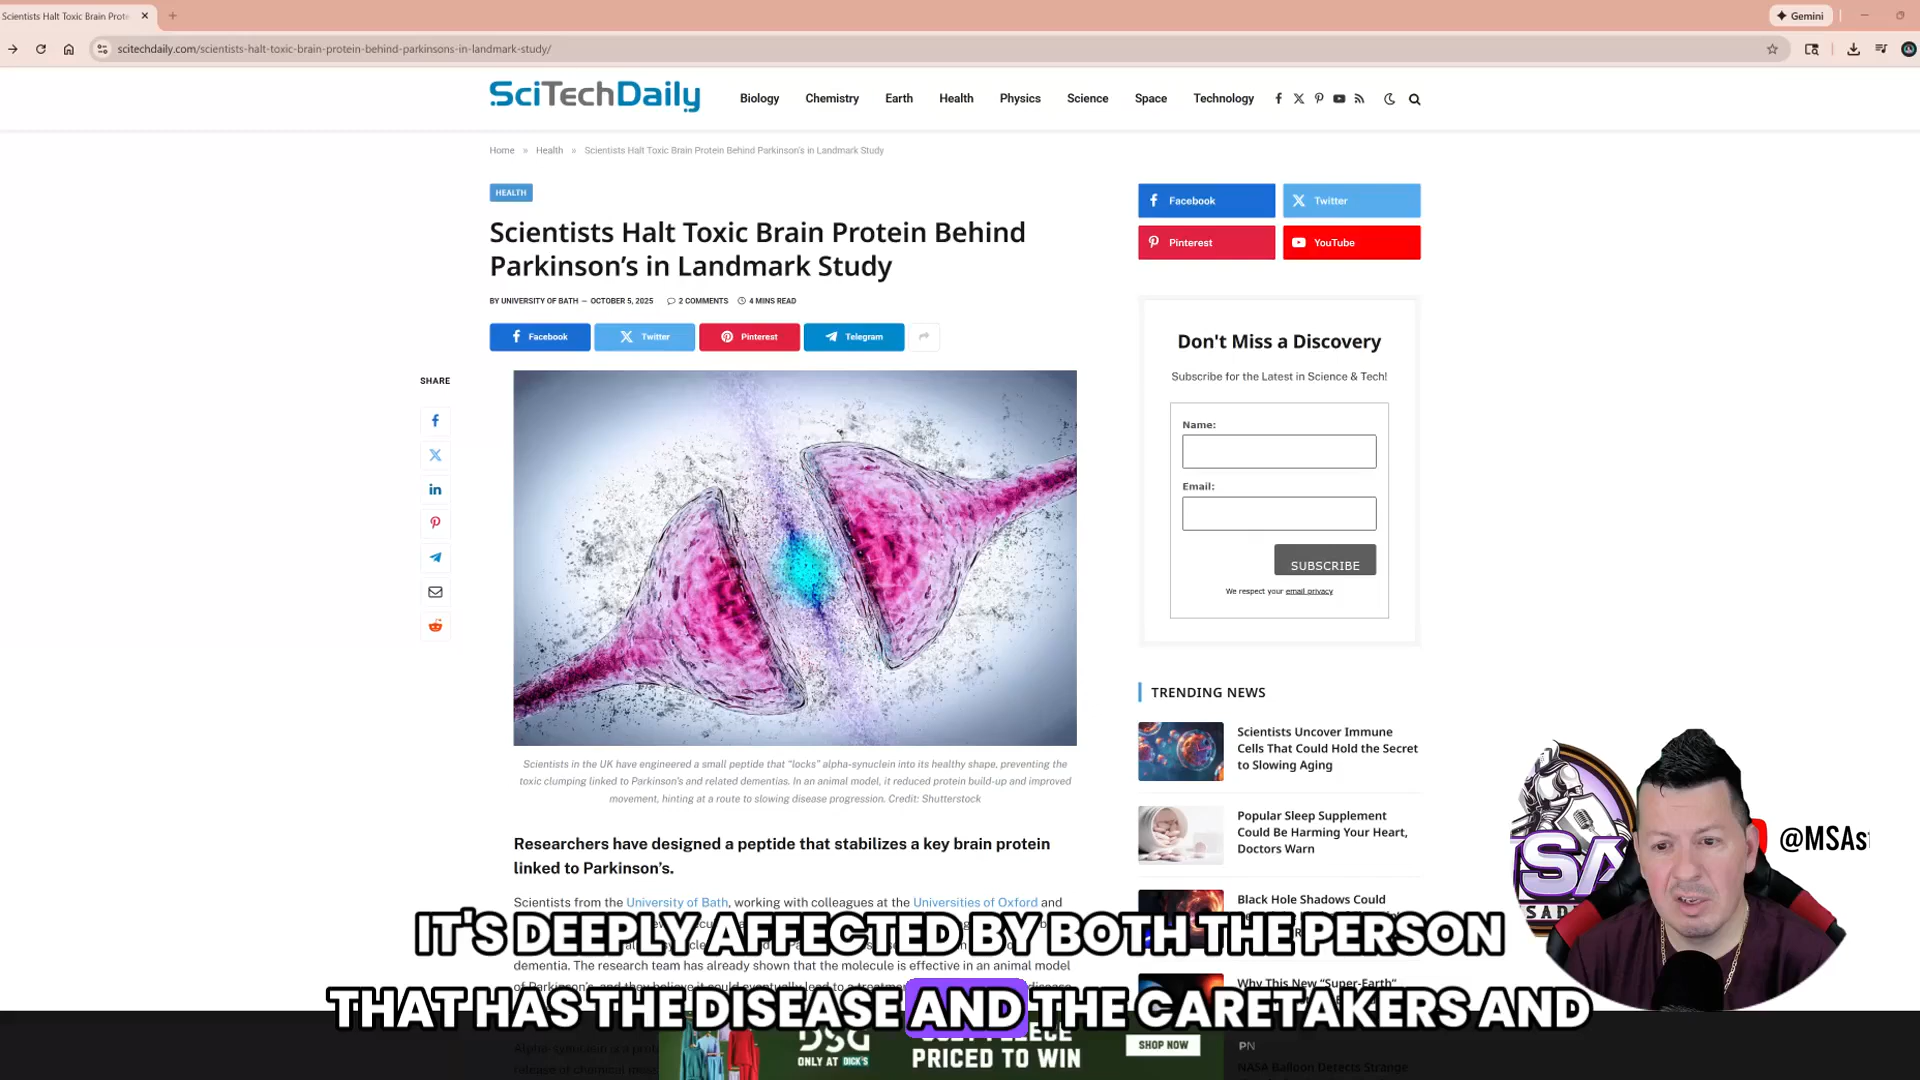 Scientists Halt Toxic Brain Prote
Gemini
scitechdaily.com/scientists-halt-toxic-brain-protein-behind-parkinsons-in-landmark-study/
SciTechDaily
Biology Chemistry Earth Health Physics Science Space Technology
Home » Health » Scientists Halt Toxic Brain Protein Behind Parkinson's in Landmark Study
HEALTH
Scientists Halt Toxic Brain Protein Behind
Parkinson's in Landmark Study
BY UNIVERSITY OF BATH — OCTOBER 5, 2025 2 COMMENTS 4 MINS READ
Facebook Twitter Pinterest Telegram
SHARE
Scientists in the UK have engineered a small peptide that "locks" alpha-synuclein into its healthy shape, preventing the
toxic clumping linked to Parkinson's and related dementias. In an animal model, it reduced protein build-up and improved
movement, hinting at a route to slowing disease progression. Credit: Shutterstock
Researchers have designed a peptide that stabilizes a key brain protein
linked to Parkinson's.
Scientists from the University of Bath, working with colleagues at the Universities of Oxford and
dementia. The research team has already shown that the molecule is effective in an animal model
Facebook Twitter
Pinterest YouTube
Don't Miss a Discovery
Subscribe for the Latest in Science & Tech!
Name:
Email:
SUBSCRIBE
We respect your email privacy
TRENDING NEWS
Scientists Uncover Immune
Cells That Could Hold the Secret
to Slowing Aging
Popular Sleep Supplement
Could Be Harming Your Heart,
Doctors Warn
Black Hole Shadows Could
Why This New "Super-Earth"
NASA Balloon Detects Strange
@MSAs
IT'S DEEPLY AFFECTED BY BOTH THE PERSON
THAT HAS THE DISEASE AND THE CARETAKERS AND
DSG
ONLY AT DICK'S
PRICED TO WIN
SHOP NOW